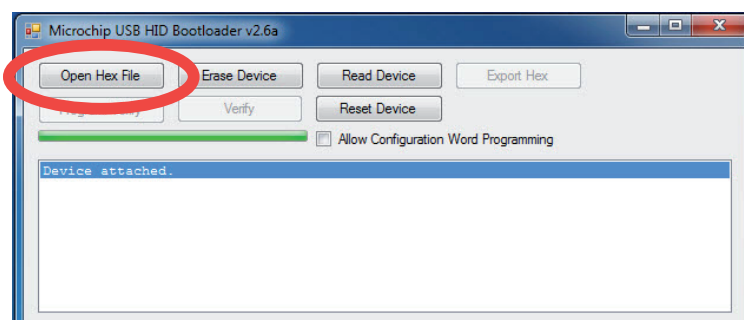 Microchip USB HID Bootloader v2.6a
Open Hex File Erase Device Read Device Export Hex
Verify Reset Device
Allow Configuration Word Programming
Device attached.